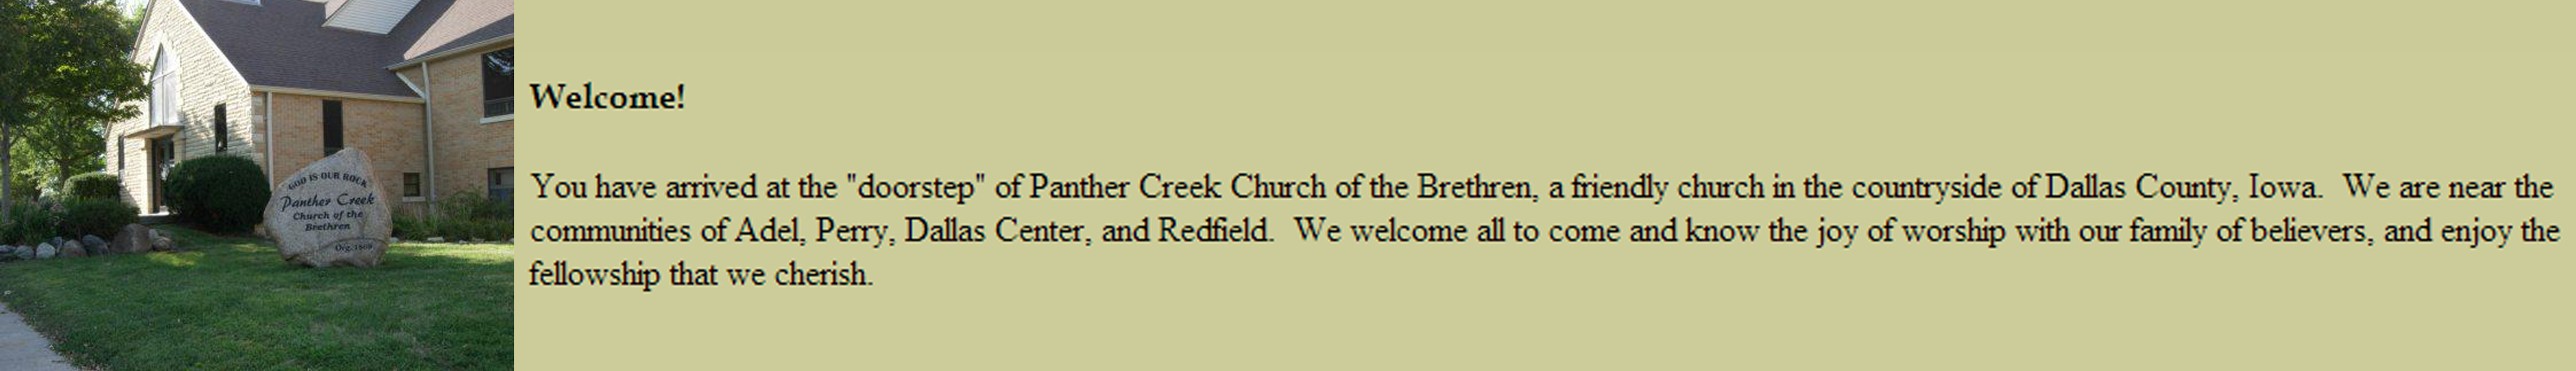 GOD IS OUR ROCK
Panther Creek
Church of the
Brethren
Org. 1869
Welcome!
You have arrived at the "doorstep" of Panther Creek Church of the Brethren, a friendly church in the countryside of Dallas County, Iowa.  We are near the
communities of Adel, Perry, Dallas Center, and Redfield.  We welcome all to come and know the joy of worship with our family of believers, and enjoy the
fellowship that we cherish.